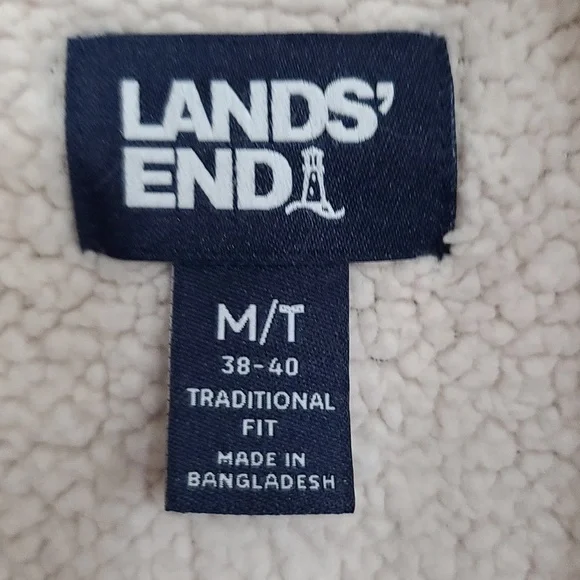 LANDS'
END
M/T
38-40
TRADITIONAL
FIT
MADE IN
BANGLADESH